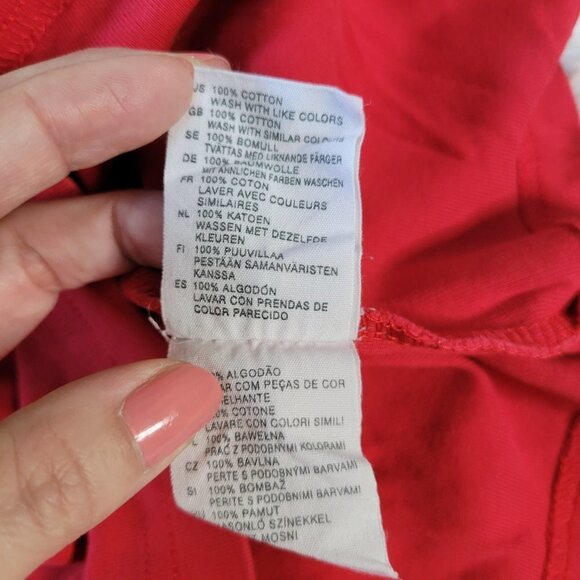 US 100% COTTON
WASH WITH LIKE COLORS
GB 100% COTTON
WASH WITH SIMILAR COLOURS
SE 100% BOMULL
TVÄTTAS MED LIKNANDE FÄRGER
DE 100% BAUMWOLLE
MIT ÄHNLICHEN FARBEN WASCHEN
FR 100% COTON
LAVER AVEC COULEURS
SIMILAIRES
NL 100% KATOEN
WASSEN MET DEZELFDE
KLEUREN
FI 100% PUUVILLAA
PESTÄÄN SAMANVÄRISTEN
KANSSA
ES 100% ALGODÓN
LAVAR CON PRENDAS DE
COLOR PARECIDO
100% ALGODÃO
COM PEÇAS DE COR
COTONE
LAVARE CON COLORI SIMILI
100% BAWEŁNA
PRAĆ Z PODOBNYMI KOLORAMI
CZ 100% BAVLNA
PERTE S PODOBNÝMI BARVAMI
SI 100% BOMBAŽ
PERITE S PODOBNIMI BARVAMI
100% PAMUT
HASONLÓ SZÍNEKKEL
MOSNI